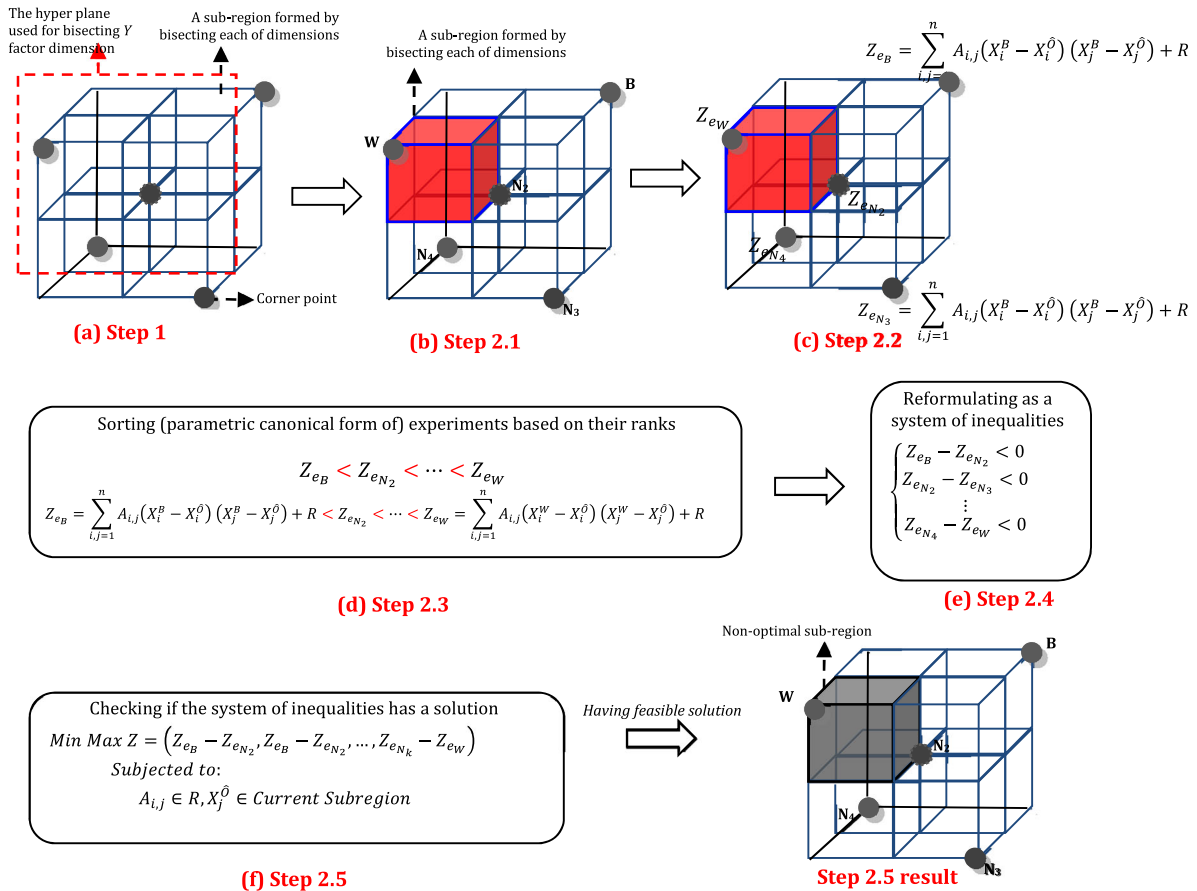 The hyper plane
used for bisecting Y
factor dimension
A sub-region formed by
bisecting each of dimensions
Corner point
(a) Step 1
A sub-region formed by
bisecting each of dimensions
B
W
N₂
N₄
N₃
(b) Step 2.1
Z_{e_B} = \sum_{i,j=}^{n} A_{i,j}(X_i^B − X_i^Ô) (X_j^B − X_j^Ô) + R
Z_{e_W}
Z_{e_{N_2}}
Z_{e_{N_4}}
Z_{e_{N_3}} = \sum_{i,j=1}^{n} A_{i,j}(X_i^B − X_i^Ô) (X_j^B − X_j^Ô) + R
(c) Step 2.2
Sorting (parametric canonical form of) experiments based on their ranks
Z_{e_B} < Z_{e_{N_2}} < ⋯ < Z_{e_W}
Z_{e_B} = \sum_{i,j=1}^{n} A_{i,j}(X_i^B − X_i^Ô) (X_j^B − X_j^Ô) + R < Z_{e_{N_2}} < ⋯ < Z_{e_W} = \sum_{i,j=1}^{n} A_{i,j}(X_i^W − X_i^Ô) (X_j^W − X_j^Ô) + R
(d) Step 2.3
Reformulating as a
system of inequalities
Z_{e_B} − Z_{e_{N_2}} < 0
Z_{e_{N_2}} − Z_{e_{N_3}} < 0
⋮
Z_{e_{N_4}} − Z_{e_W} < 0
(e) Step 2.4
Checking if the system of inequalities has a solution
Min Max Z = (Z_{e_B} − Z_{e_{N_2}}, Z_{e_B} − Z_{e_{N_2}}, … , Z_{e_{N_k}} − Z_{e_W})
Subjected to:
A_{i,j} ∈ R, X_j^Ô ∈ Current Subregion
(f) Step 2.5
Having feasible solution
Non-optimal sub-region
B
W
N₂
N₄
N₃
Step 2.5 result